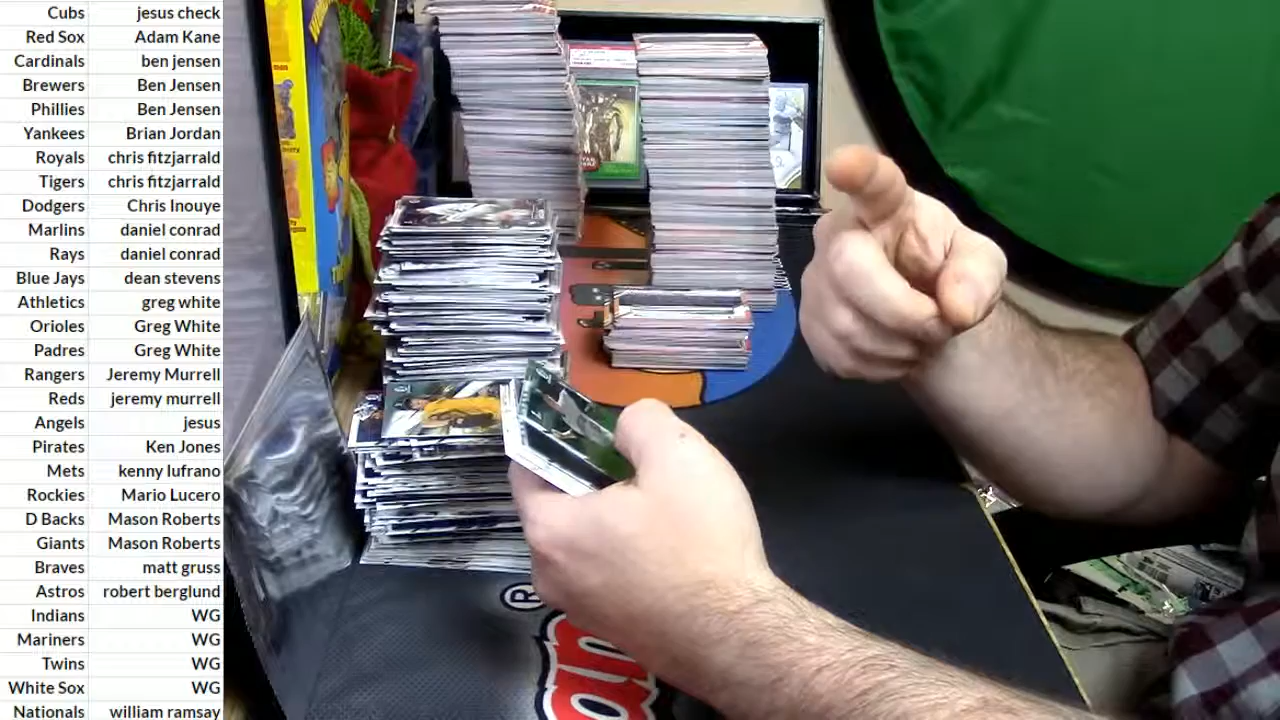 Cubs jesus check
Red Sox Adam Kane
Cardinals ben jensen
Brewers Ben Jensen
Phillies Ben Jensen
Yankees Brian Jordan
Royals chris fitzjarrald
Tigers chris fitzjarrald
Dodgers Chris Inouye
Marlins daniel conrad
Rays daniel conrad
Blue Jays dean stevens
Athletics greg white
Orioles Greg White
Padres Greg White
Rangers Jeremy Murrell
Reds jeremy murrell
Angels jesus
Pirates Ken Jones
Mets kenny lufrano
Rockies Mario Lucero
D Backs Mason Roberts
Giants Mason Roberts
Braves matt gruss
Astros robert berglund
Indians WG
Mariners WG
Twins WG
White Sox WG
Nationals william ramsay
®